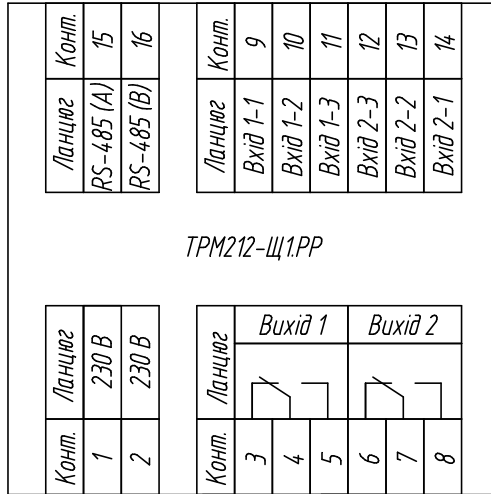 Конт. 15 16
Ланцюг RS-485 (A) RS-485 (B)
Конт. 9 10 11 12 13 14
Ланцюг Вхід 1-1 Вхід 1-2 Вхід 1-3 Вхід 2-3 Вхід 2-2 Вхід 2-1
ТРМ212-Щ1.РР
Ланцюг 230 В 230 В
Конт. 1 2
Ланцюг Вихід 1 Вихід 2
Конт. 3 4 5 6 7 8